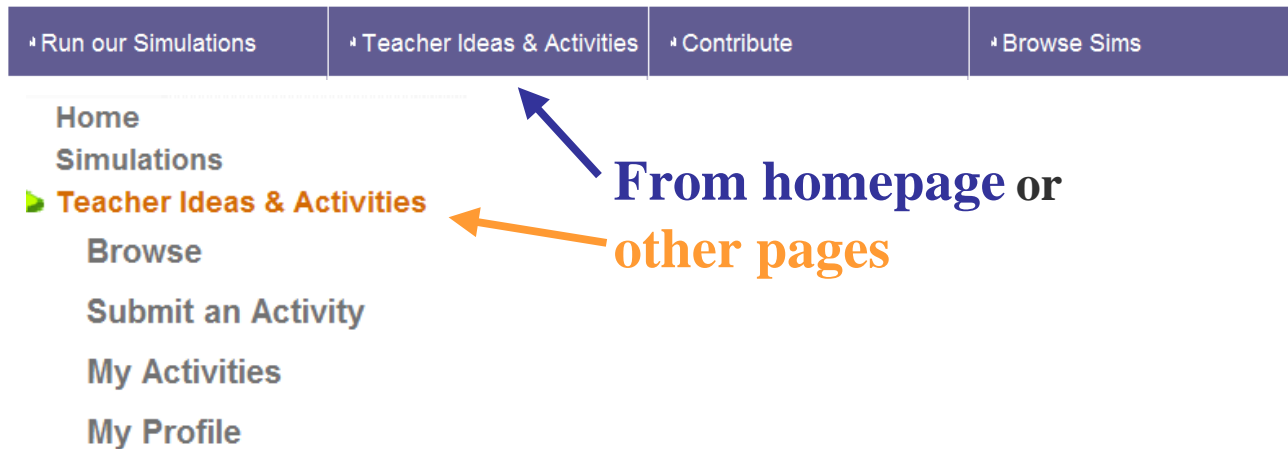 Run our Simulations
Teacher Ideas & Activities
Contribute
Browse Sims
Home
Simulations
Teacher Ideas & Activities
Browse
Submit an Activity
My Activities
My Profile
From homepage or
other pages